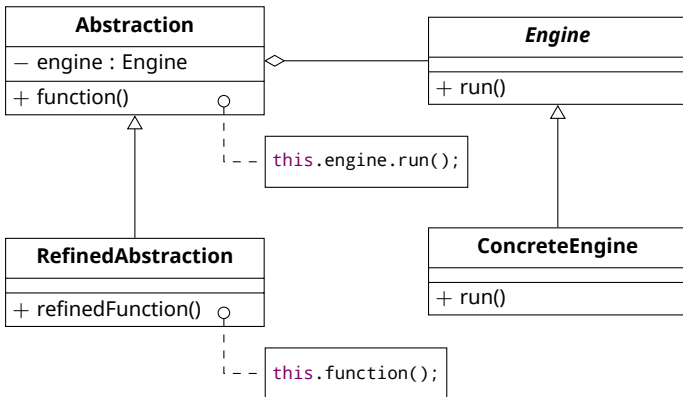 Abstraction
− engine : Engine
+ function()
this.engine.run();
Engine
+ run()
RefinedAbstraction
+ refinedFunction()
this.function();
ConcreteEngine
+ run()